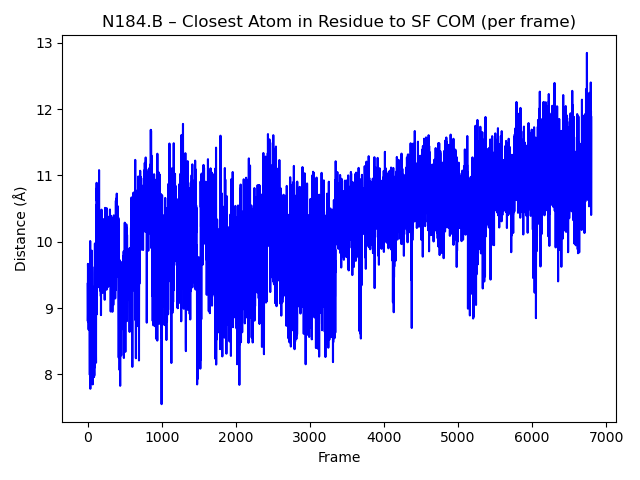 N184.B – Closest Atom in Residue to SF COM (per frame)
Distance (Å)
13
12
11
10
9
8
0 1000 2000 3000 4000 5000 6000 7000
Frame